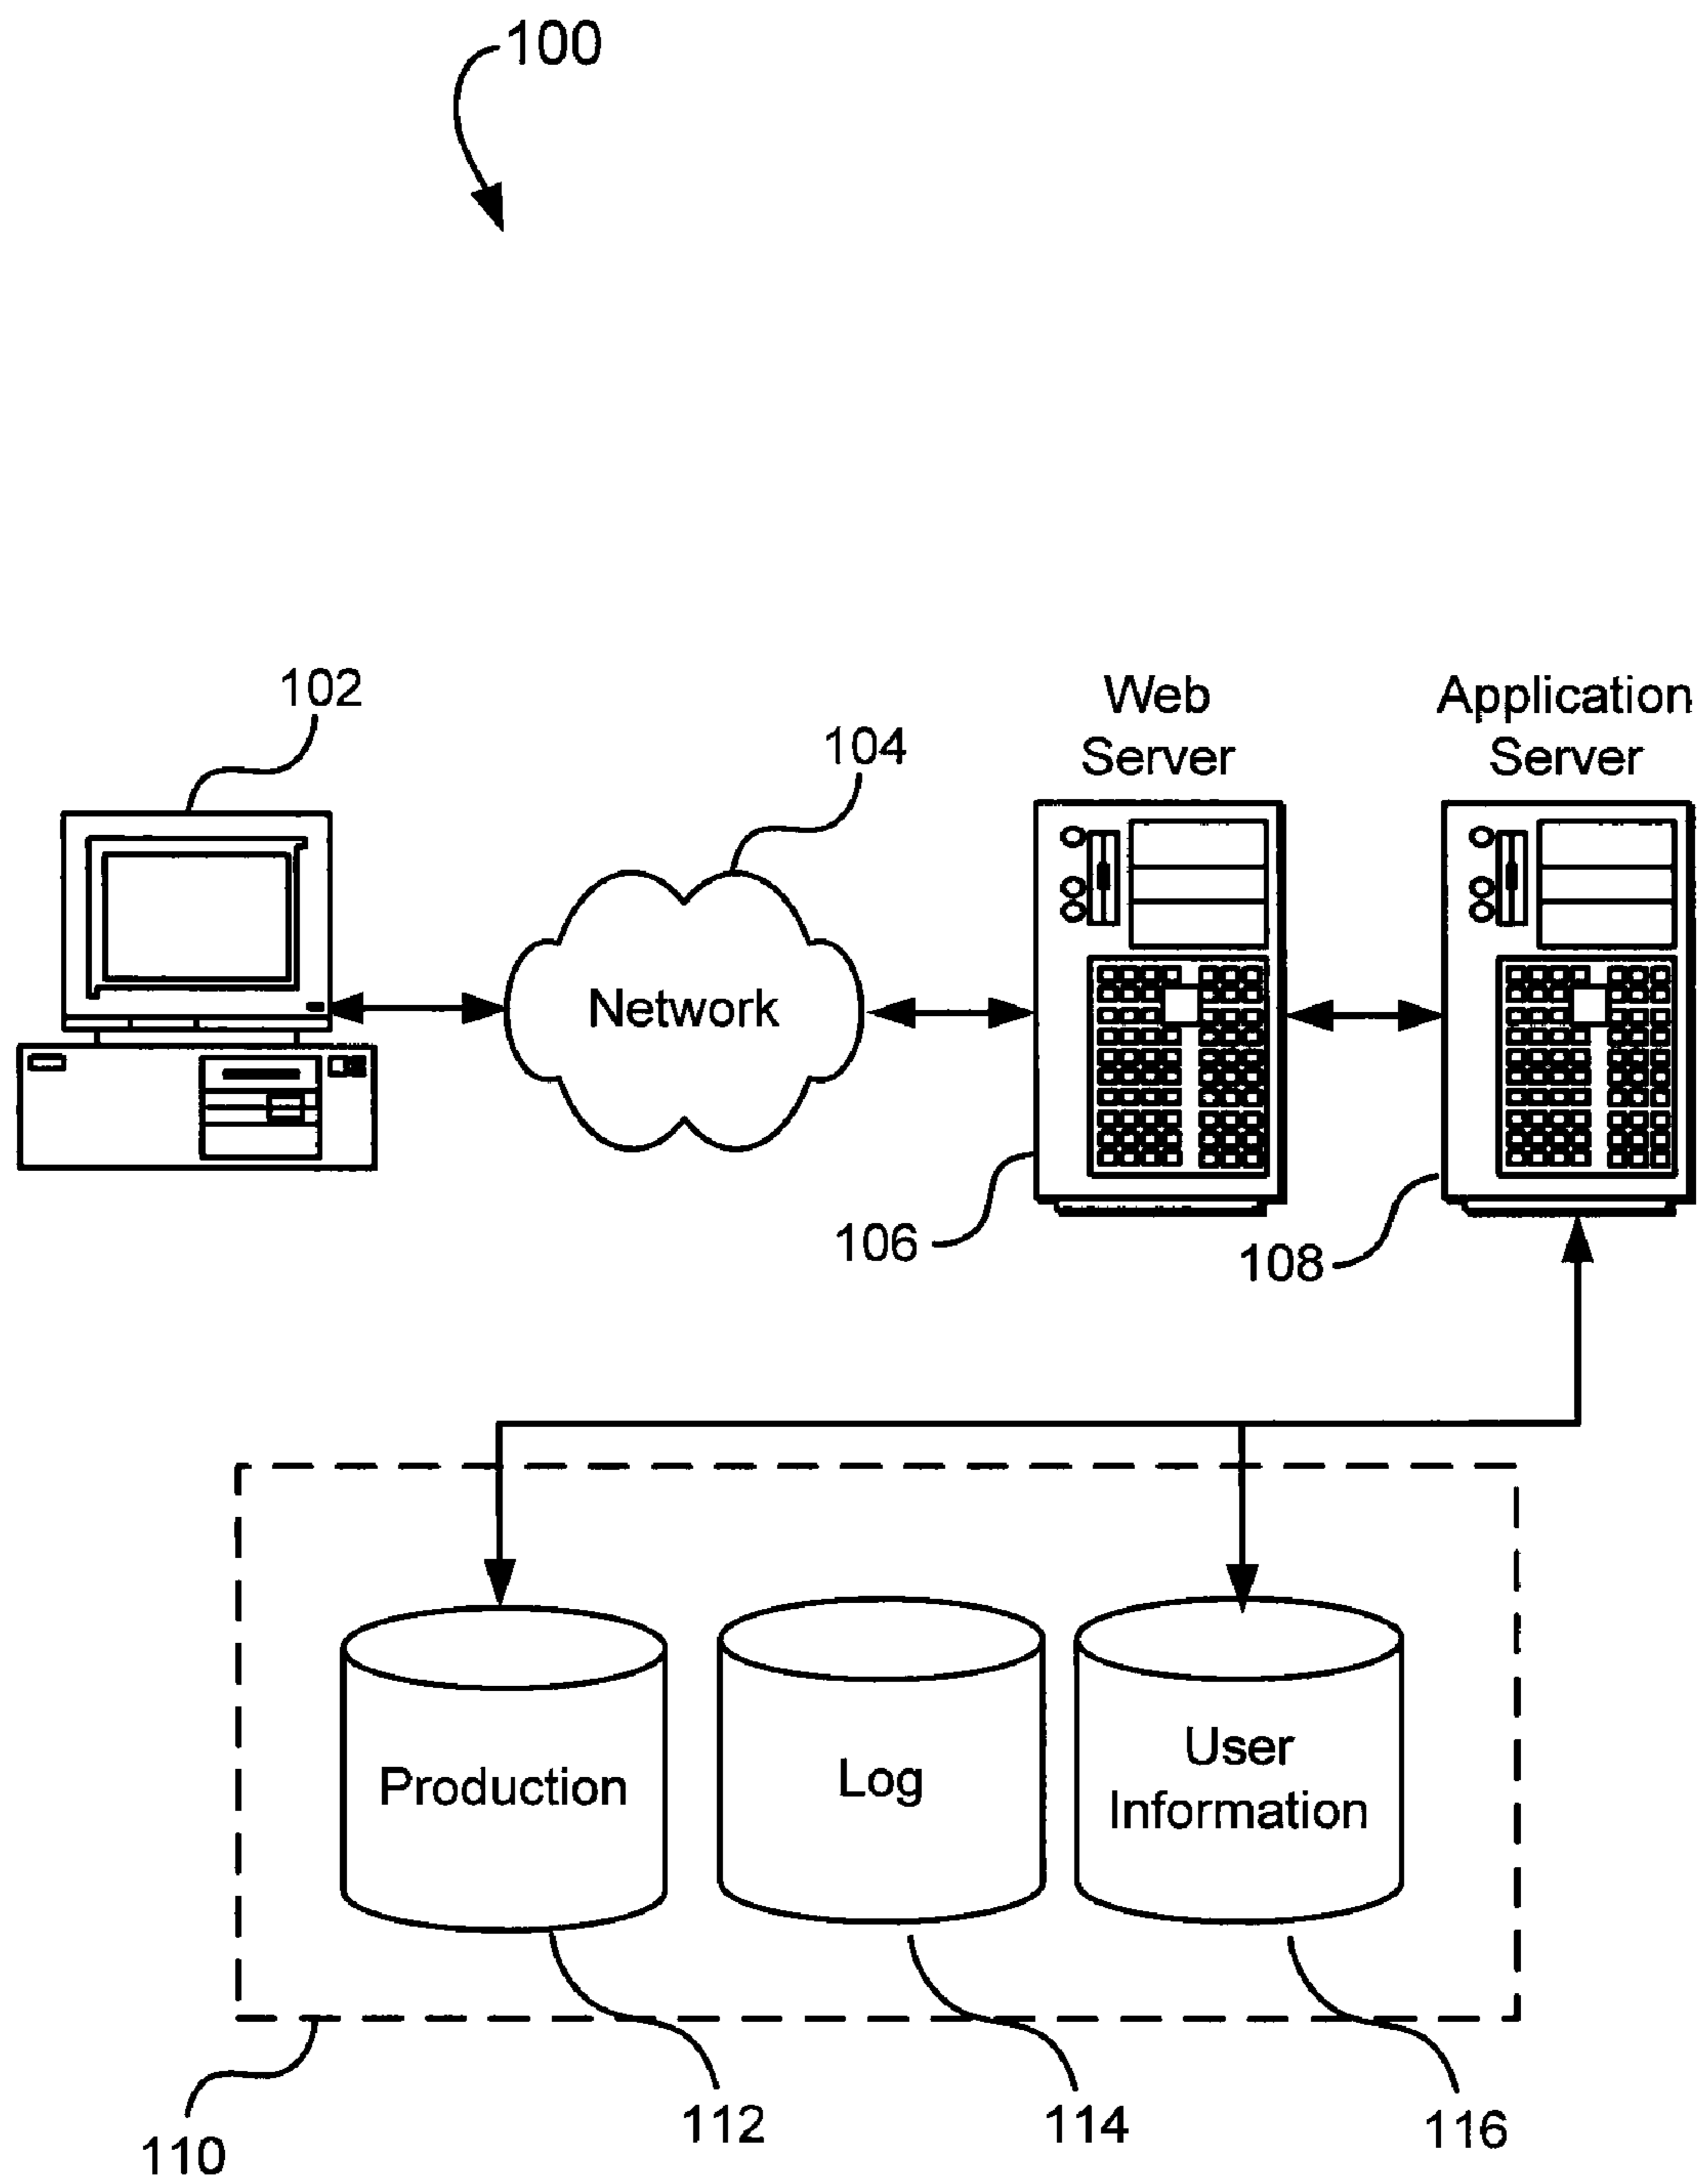 100
102
104
Web
Server
Application
Server
Network
106
108
Production
Log
User
Information
110
112
114
116